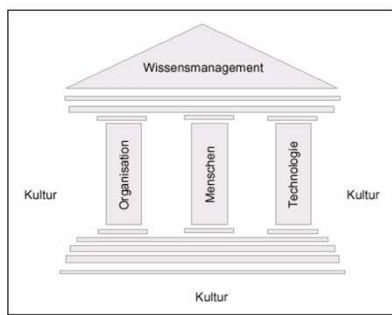 Wissensmanagement
Organisation
Menschen
Technologie
Kultur
Kultur
Kultur